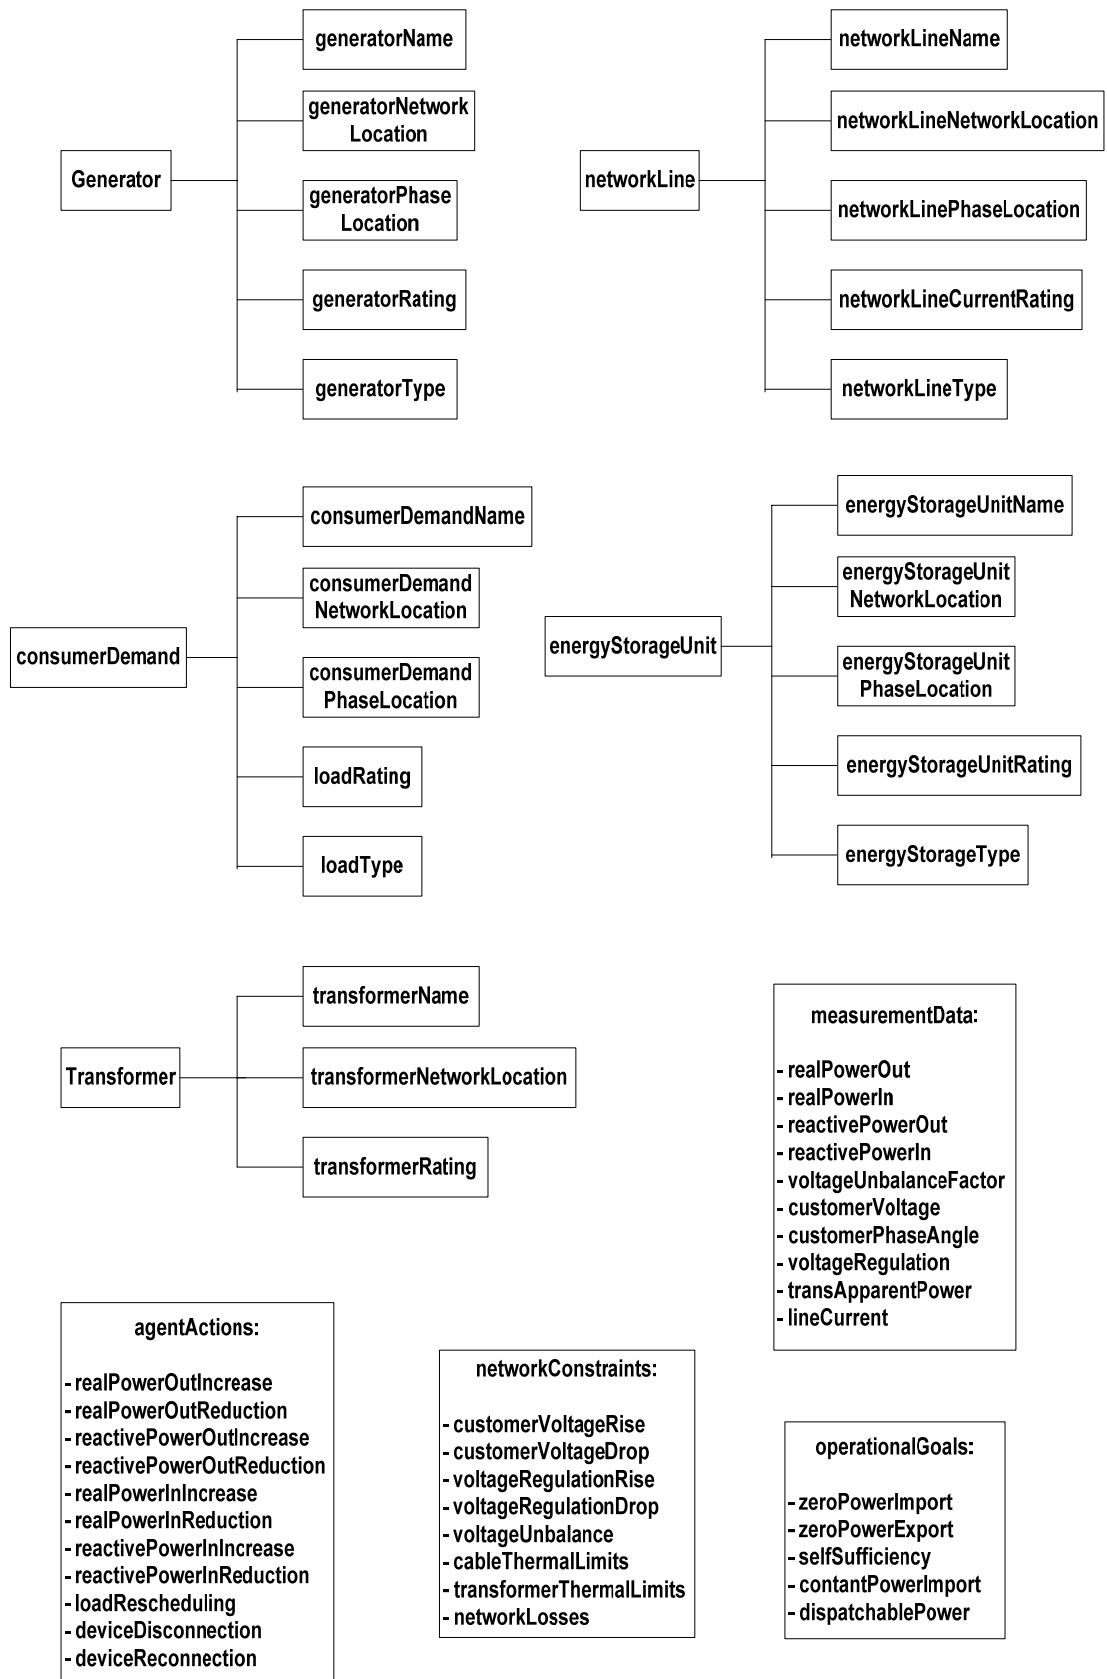 generatorName
generatorNetwork
Location
Generator
generatorPhase
Location
generatorRating
generatorType
networkLineName
networkLineNetworkLocation
networkLine
networkLinePhaseLocation
networkLineCurrentRating
networkLineType
consumerDemandName
consumerDemand
NetworkLocation
consumerDemand
consumerDemand
PhaseLocation
loadRating
loadType
energyStorageUnitName
energyStorageUnit
NetworkLocation
energyStorageUnit
energyStorageUnit
PhaseLocation
energyStorageUnitRating
energyStorageType
transformerName
Transformer
transformerNetworkLocation
transformerRating
measurementData:
- realPowerOut
- realPowerIn
- reactivePowerOut
- reactivePowerIn
- voltageUnbalanceFactor
- customerVoltage
- customerPhaseAngle
- voltageRegulation
- transApparentPower
- lineCurrent
agentActions:
- realPowerOutIncrease
- realPowerOutReduction
- reactivePowerOutIncrease
- reactivePowerOutReduction
- realPowerInIncrease
- realPowerInReduction
- reactivePowerInIncrease
- reactivePowerInReduction
- loadRescheduling
- deviceDisconnection
- deviceReconnection
networkConstraints:
- customerVoltageRise
- customerVoltageDrop
- voltageRegulationRise
- voltageRegulationDrop
- voltageUnbalance
- cableThermalLimits
- transformerThermalLimits
- networkLosses
operationalGoals:
- zeroPowerImport
- zeroPowerExport
- selfSufficiency
- contantPowerImport
- dispatchablePower